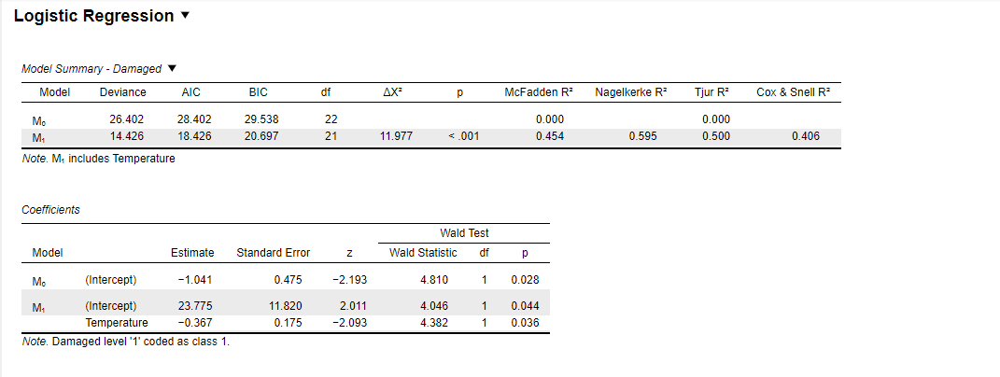 Logistic Regression ▼
Model Summary - Damaged ▼
Model Deviance AIC BIC df ΔX² p McFadden R² Nagelkerke R² Tjur R² Cox & Snell R²
M₀ 26.402 28.402 29.538 22 0.000 0.000
M₁ 14.426 18.426 20.697 21 11.977 < .001 0.454 0.595 0.500 0.406
Note. M₁ includes Temperature
Coefficients
Wald Test
Model Estimate Standard Error z Wald Statistic df p
M₀ (Intercept) −1.041 0.475 −2.193 4.810 1 0.028
M₁ (Intercept) 23.775 11.820 2.011 4.046 1 0.044
Temperature −0.367 0.175 −2.093 4.382 1 0.036
Note. Damaged level '1' coded as class 1.